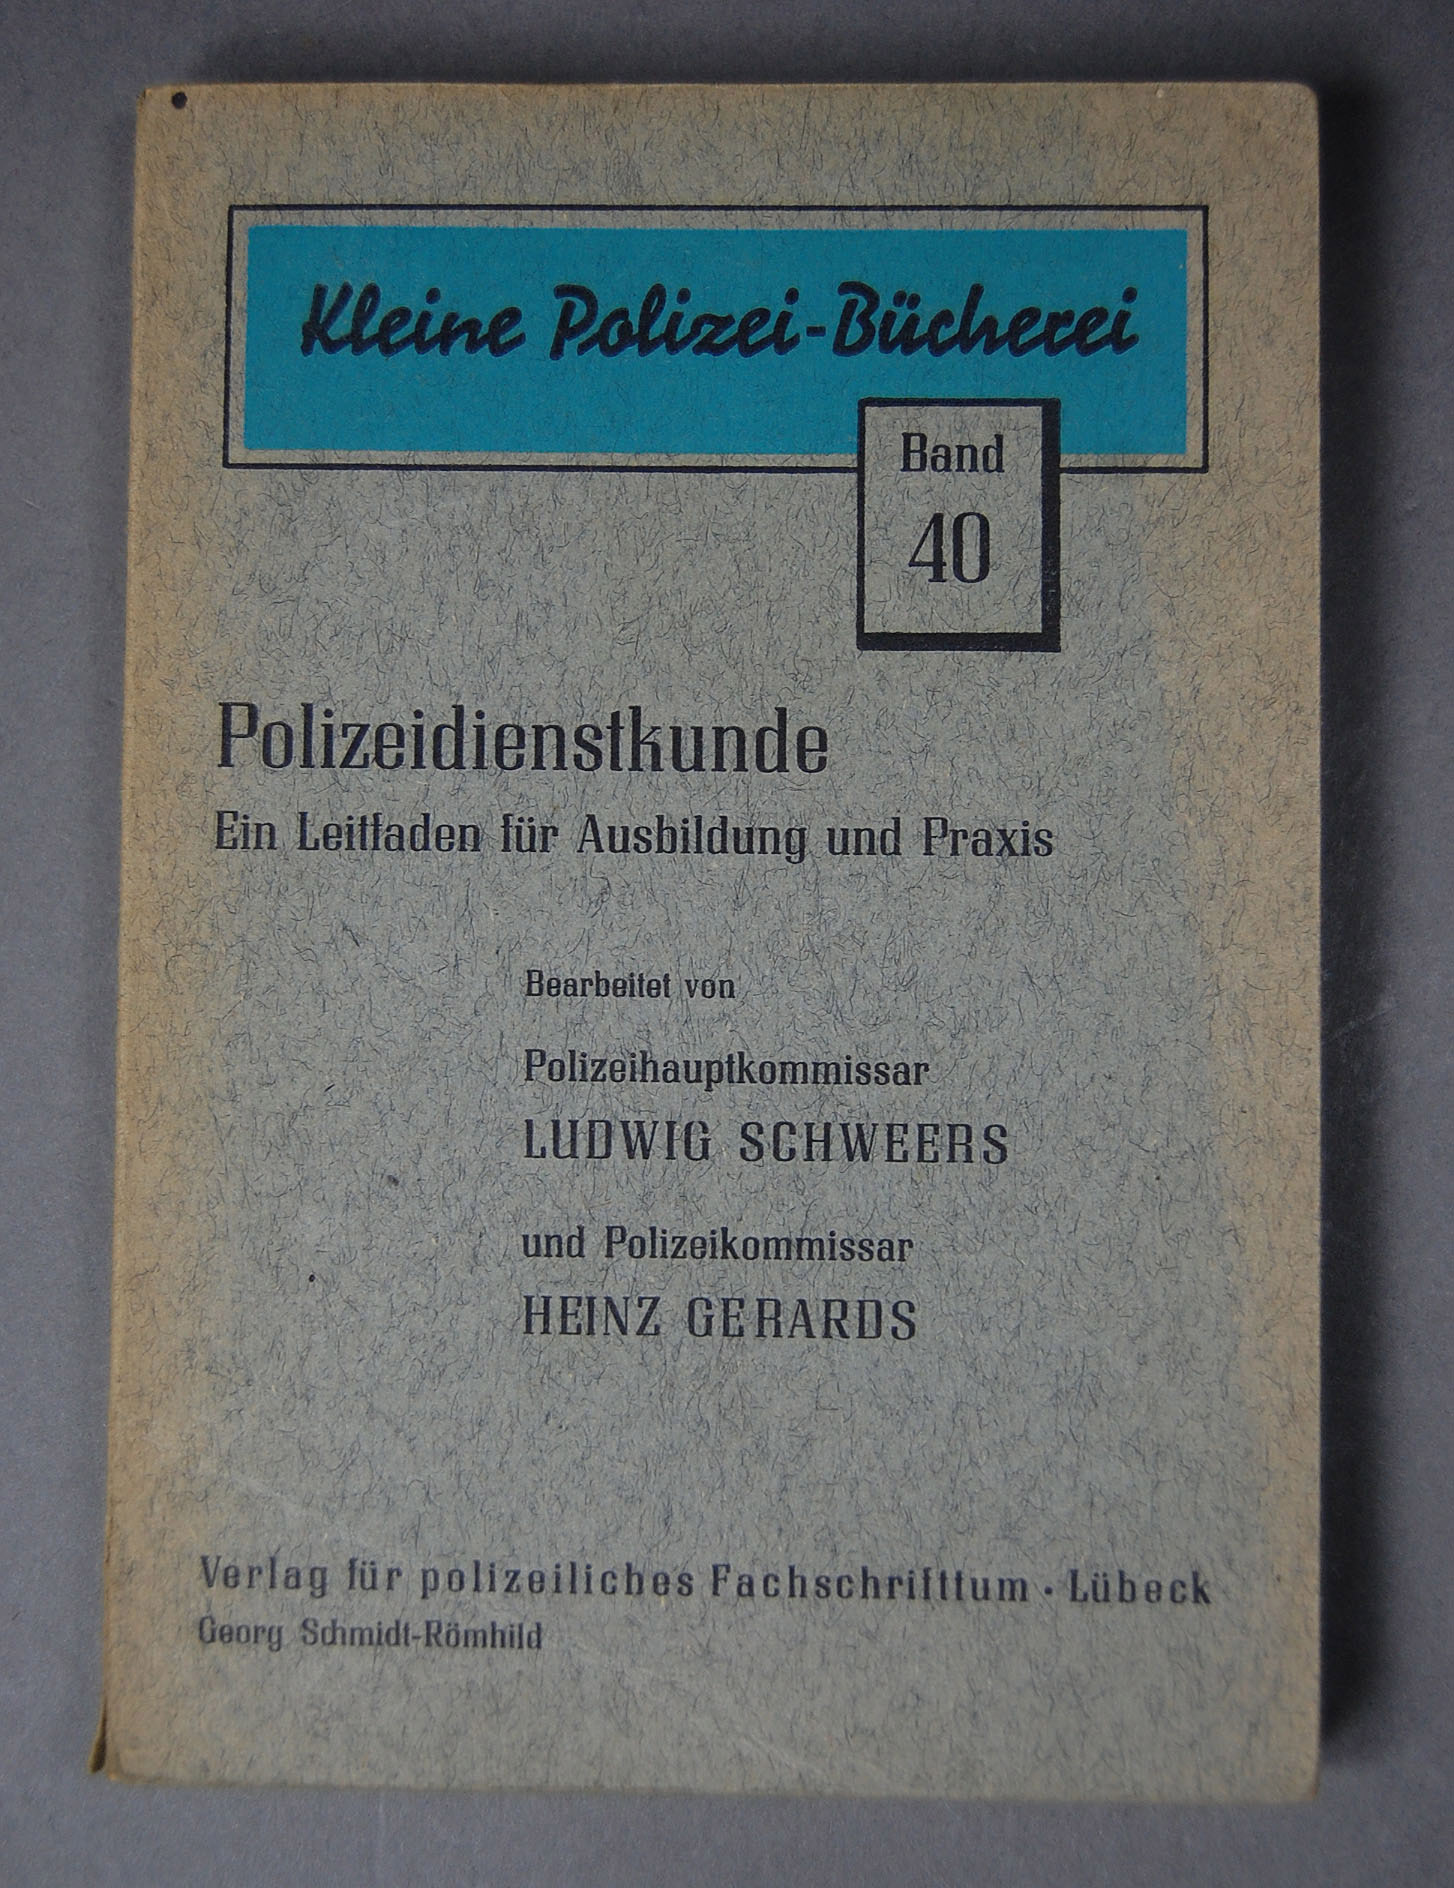 Kleine Polizei-Bücherei
Band
40
Polizeidienstkunde
Ein Leitfaden für Ausbildung und Praxis
Bearbeitet von
Polizeihauptkommissar
LUDWIG SCHWEERS
und Polizeikommissar
HEINZ GERARDS
Verlag für polizeiliches Fachschrifttum · Lübeck
Georg Schmidt-Römhild